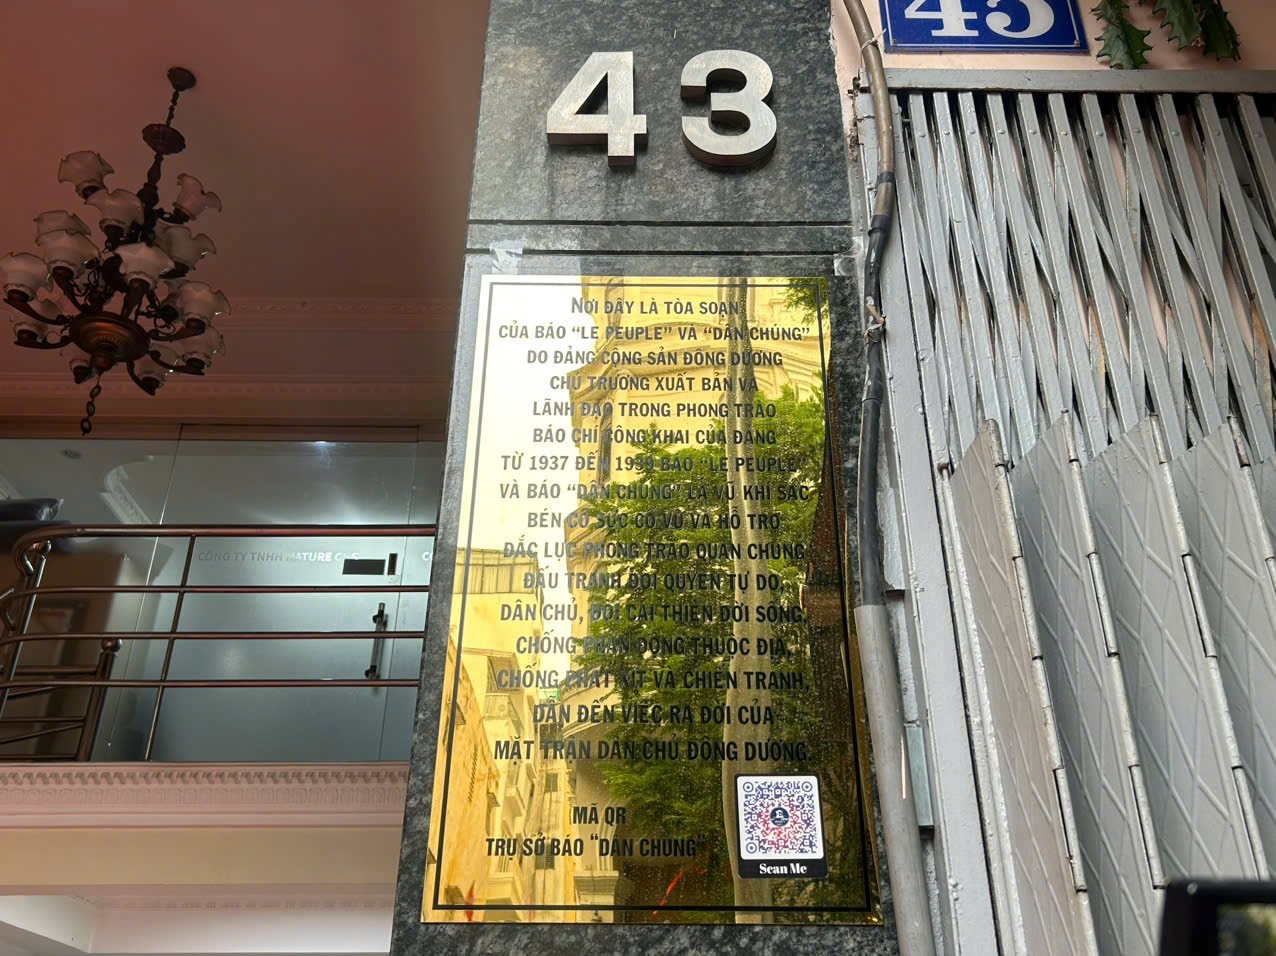 43
43
NƠI ĐÂY LÀ TÒA SOẠN
CỦA BÁO “LE PEUPLE” VÀ “DÂN CHÚNG”
DO ĐẢNG CỘNG SẢN ĐÔNG DƯƠNG
CHỦ TRƯƠNG XUẤT BẢN VÀ
LÃNH ĐẠO TRONG PHONG TRÀO
BÁO CHÍ CÔNG KHAI CỦA ĐẢNG
TỪ 1937 ĐẾN 1939 BÁO “LE PEUPLE”
VÀ BÁO “DÂN CHÚNG” LÀ VŨ KHÍ SẮC
BÉN CÓ SỨC CỔ VŨ VÀ HỖ TRỢ
ĐẮC LỰC PHONG TRÀO QUẦN CHÚNG
ĐẤU TRANH ĐÒI QUYỀN TỰ DO,
DÂN CHỦ, ĐÒI CẢI THIỆN ĐỜI SỐNG,
CHỐNG PHẢN ĐỘNG THUỘC ĐỊA,
CHỐNG PHÁT XÍT VÀ CHIẾN TRANH,
DẪN ĐẾN VIỆC RA ĐỜI CỦA
MẶT TRẬN DÂN CHỦ ĐÔNG DƯƠNG.
MÃ QR
TRỤ SỞ BÁO “DÂN CHÚNG”
Scan Me
CÔNG TY TNHH NATURE